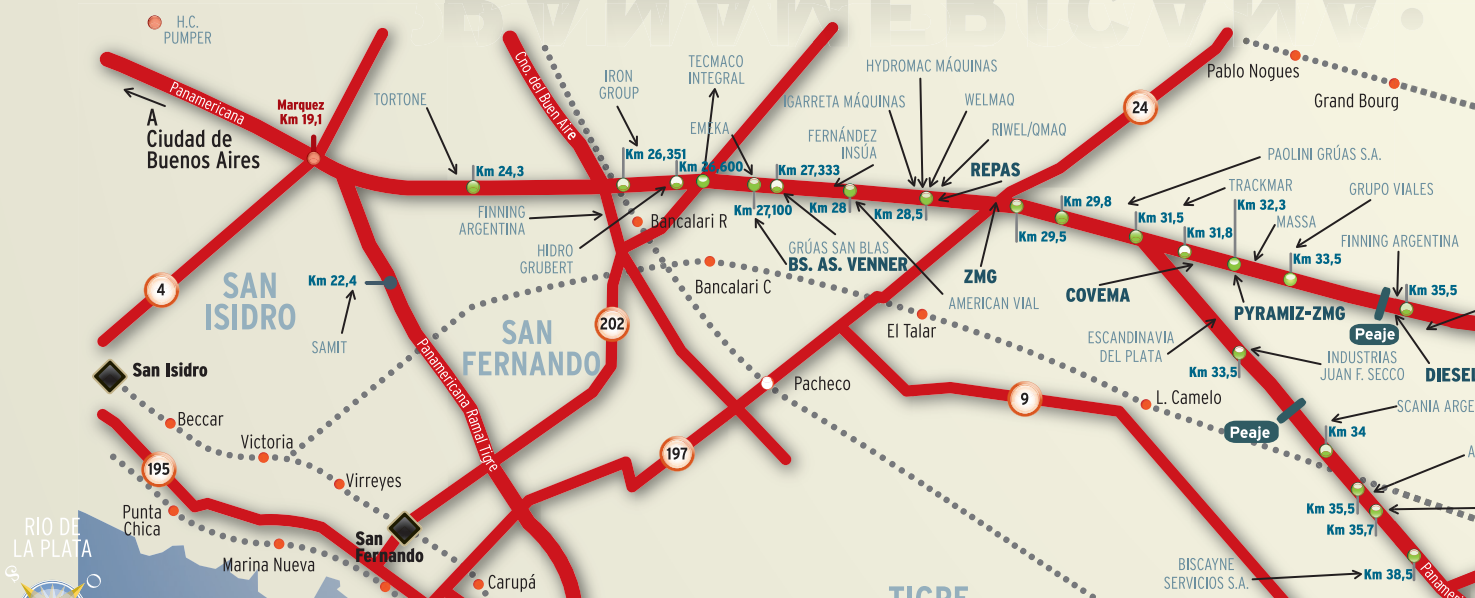 PANAMERICANA.
H.C.
PUMPER
Panamericana
A
Ciudad de
Buenos Aires
Marquez
Km 19,1
TORTONE
Km 24,3
Cno. del Buen Aire
IRON
GROUP
Km 26,351
TECMACO
INTEGRAL
Km 26,600
EMEKA
Km 27,333
Km 27,100
IGARRETA MÁQUINAS
HYDROMAC MÁQUINAS
WELMAQ
RIWEL/QMAQ
FERNÁNDEZ
INSÚA
REPAS
Km 28
Km 28,5
24
Pablo Nogues
Grand Bourg
PAOLINI GRÚAS S.A.
TRACKMAR
GRUPO VIALES
Km 29,8
Km 29,5
Km 31,5
Km 31,8
Km 32,3
MASSA
Km 33,5
FINNING ARGENTINA
Km 35,5
FINNING
ARGENTINA
Bancalari R
HIDRO
GRUBERT
GRÚAS SAN BLAS
BS. AS. VENNER
ZMG
AMERICAN VIAL
COVEMA
PYRAMIZ-ZMG
Peaje
4
SAN
ISIDRO
Km 22,4
SAMIT
Bancalari C
202
SAN
FERNANDO
El Talar
ESCANDINAVIA
DEL PLATA
Km 33,5
INDUSTRIAS
JUAN F. SECCO
DIESEL
San Isidro
Panamericana Ramal Tigre
Pacheco
9
L. Camelo
SCANIA ARGE
Peaje
Km 34
Beccar
Victoria
197
195
Virreyes
A
Km 35,5
Km 35,7
Punta
Chica
RIO DE
LA PLATA
San
Fernando
Marina Nueva
Carupá
BISCAYNE
SERVICIOS S.A.
Km 38,5
Panameri
S
O
TIGRE